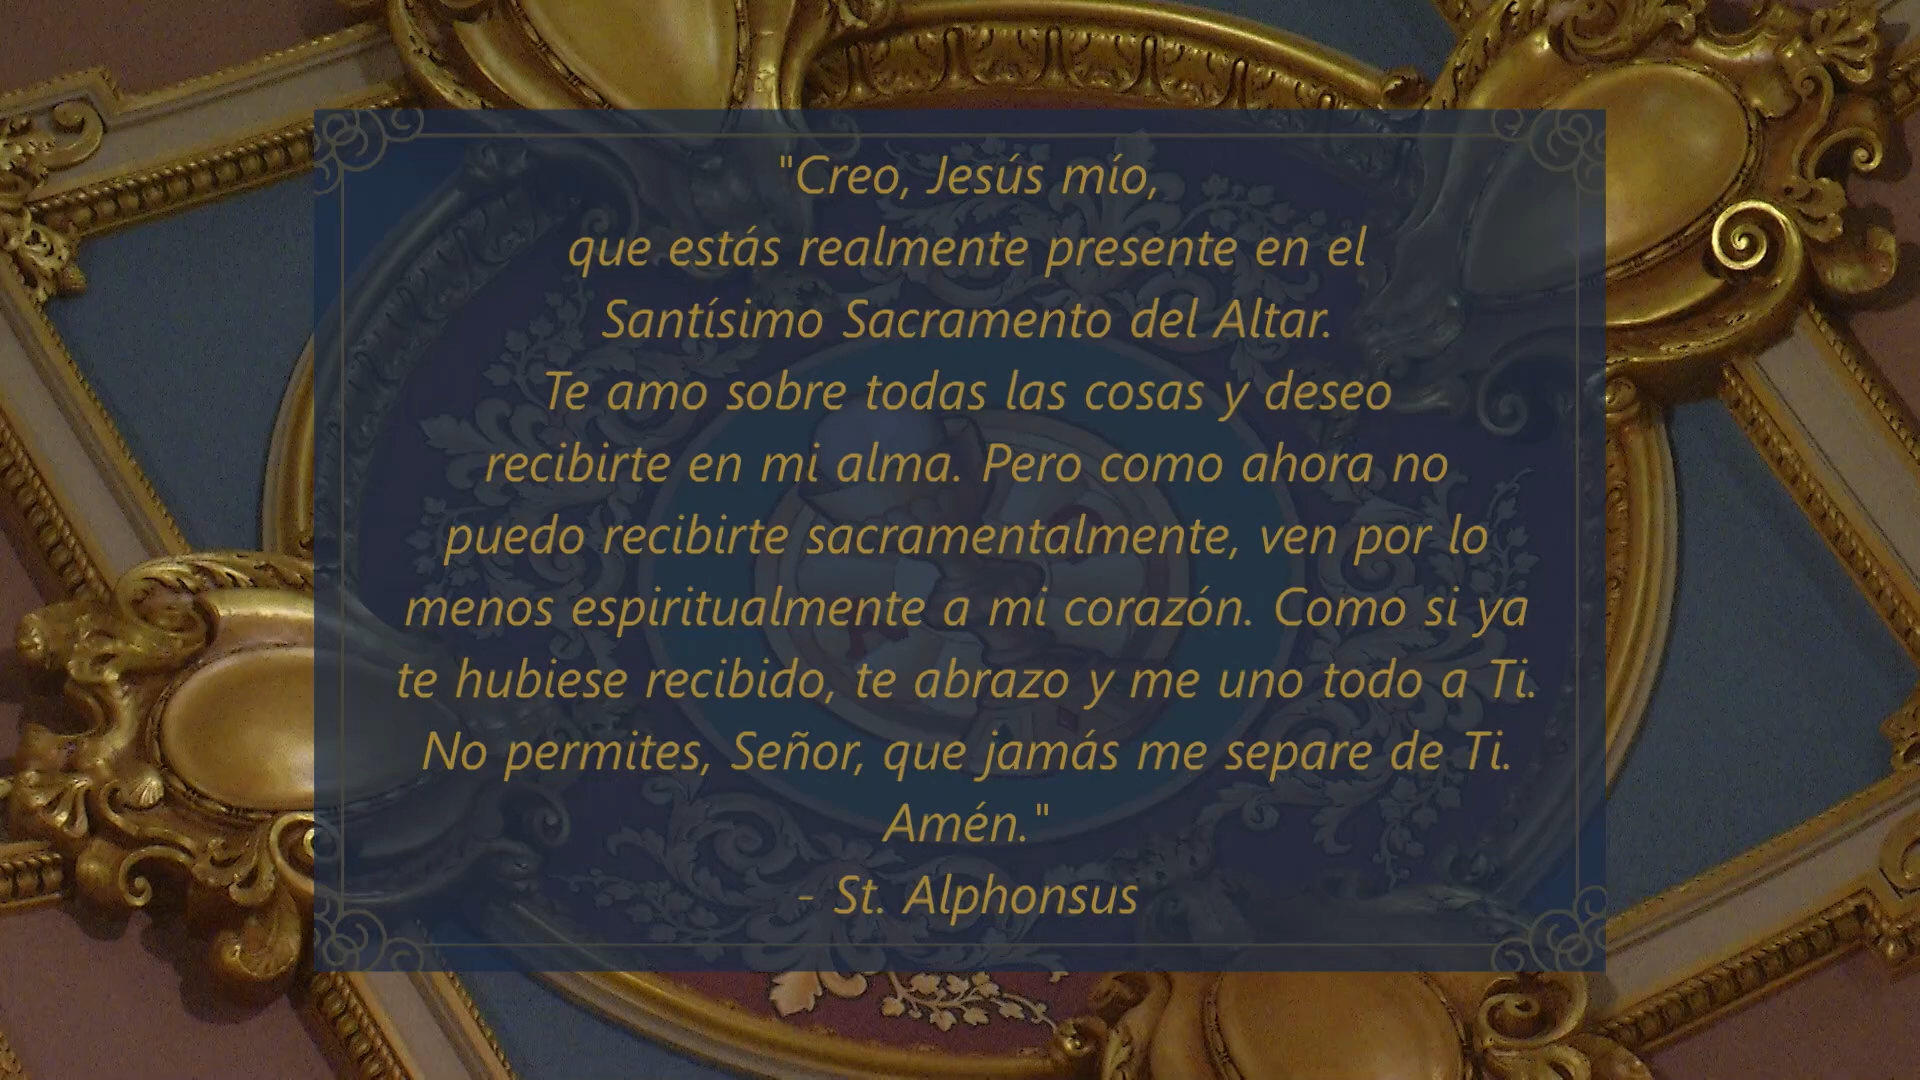 "Creo, Jesús mío,
que estás realmente presente en el
Santísimo Sacramento del Altar.
Te amo sobre todas las cosas y deseo
recibirte en mi alma. Pero como ahora no
puedo recibirte sacramentalmente, ven por lo
menos espiritualmente a mi corazón. Como si ya
te hubiese recibido, te abrazo y me uno todo a Ti.
No permites, Señor, que jamás me separe de Ti.
Amén."
- St. Alphonsus